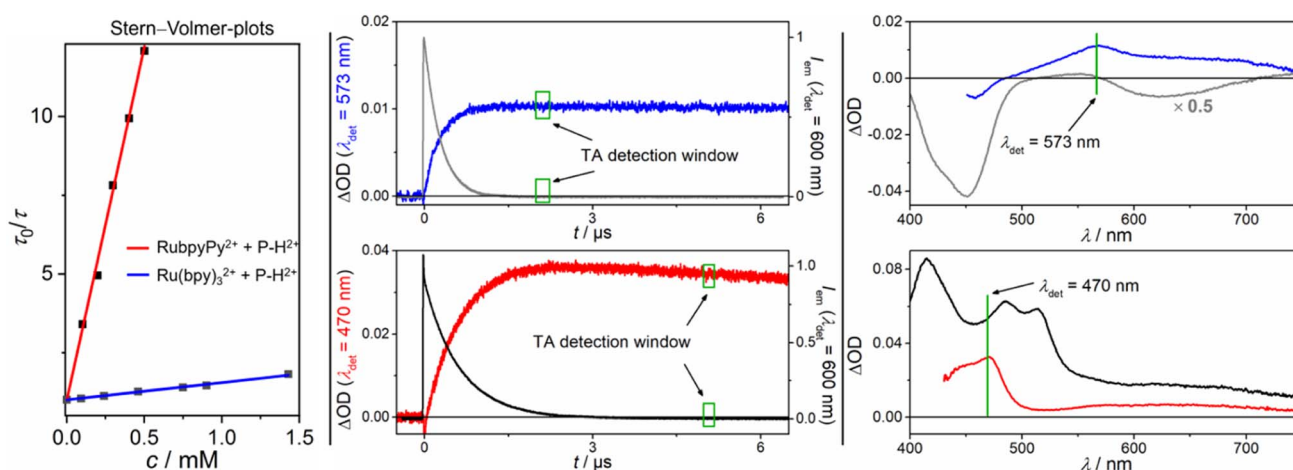 Stern–Volmer-plots
10
5
τ₀/τ
RubpyPy²⁺ + P-H²⁺
Ru(bpy)₃²⁺ + P-H²⁺
0.0 0.5 1.0 1.5
c / mM
0.02
0.01
0.00
ΔOD (λdet = 573 nm)
TA detection window
1
0
Iem (λdet = 600 nm)
0 3 6
t / µs
0.04
0.02
0.00
ΔOD (λdet = 470 nm)
TA detection window
1.0
0.5
0.0
Iem (λdet = 600 nm)
0 3 6
t / µs
0.02
0.00
-0.02
-0.04
ΔOD
× 0.5
λdet = 573 nm
400 500 600 700
λ / nm
0.08
0.04
0.00
ΔOD
λdet = 470 nm
400 500 600 700
λ / nm